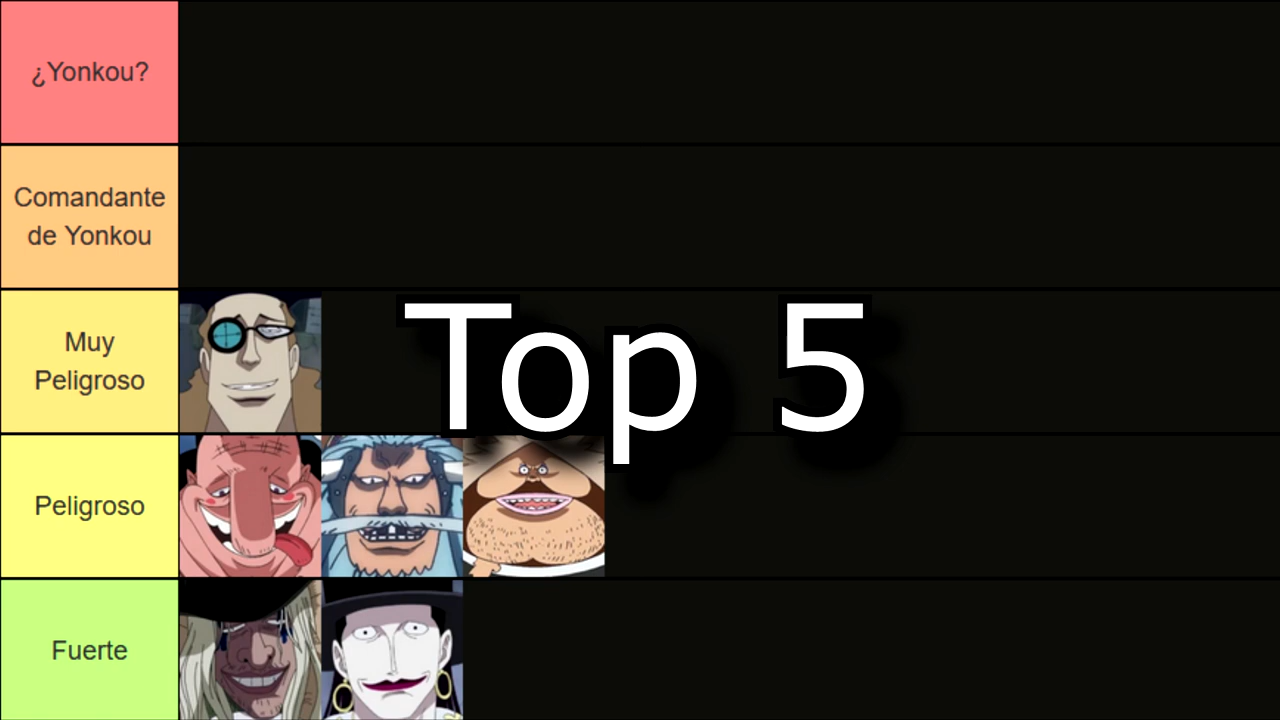 ¿Yonkou?
Comandante
de Yonkou
Muy
Peligroso
Top 5
Peligroso
Fuerte